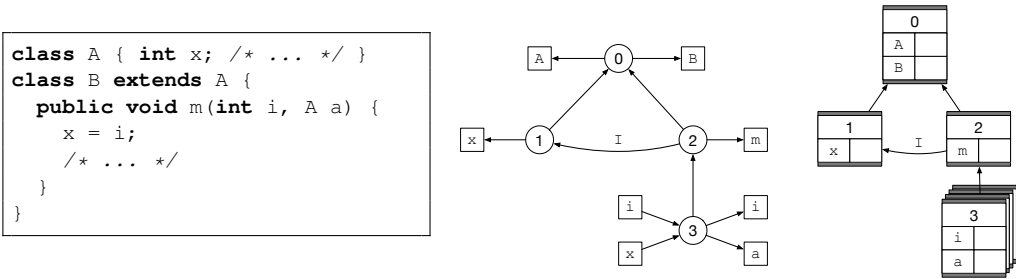 class A { int x; /* ... */ }
class B extends A {
  public void m(int i, A a) {
    x = i;
    /* ... */
  }
}
A 0 B
x 1 I 2 m
i i
3
x a
0
A
B
1 2
x I m
3
i
a